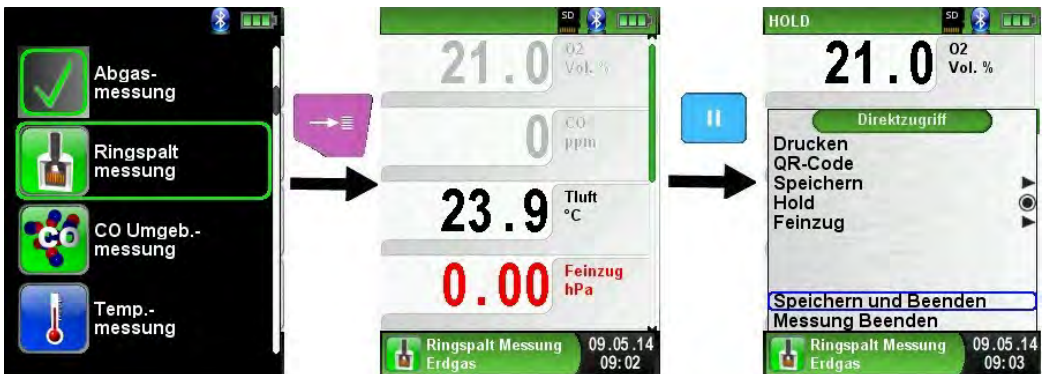 Abgas-
messung
Ringspalt
messung
CO
CO Umgeb.-
messung
Temp.-
messung
SD
21.0
O2
Vol. %
0
CO
ppm
23.9
Tluft
°C
0.00
Feinzug
hPa
Ringspalt Messung
Erdgas
09.05.14
09:02
HOLD
SD
21.0
O2
Vol. %
Direktzugriff
Drucken
QR-Code
Speichern
Hold
Feinzug
Speichern und Beenden
Messung Beenden
Ringspalt Messung
Erdgas
09.05.14
09:03